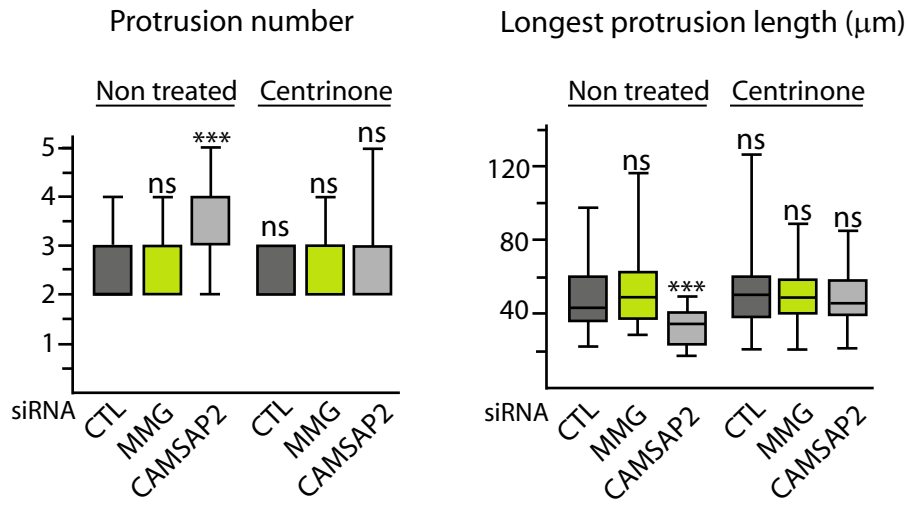 Protrusion number
Non treated Centrinone
5
4
3
2
1
***
ns
ns
ns
ns
siRNA
CTL
MMG
CAMSAP2
CTL
MMG
CAMSAP2
Longest protrusion length (μm)
Non treated Centrinone
120
80
40
ns
***
ns
ns
ns
siRNA
CTL
MMG
CAMSAP2
CTL
MMG
CAMSAP2